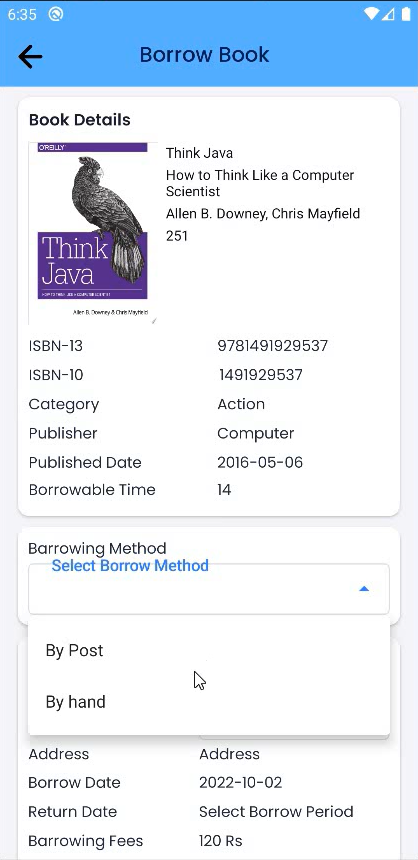 6:35
Borrow Book
Book Details
O'REILLY
Think
Java
HOW TO THINK LIKE A COMPUTER SCIENTIST
Allen B. Downey & Chris Mayfield
Think Java
How to Think Like a Computer
Scientist
Allen B. Downey, Chris Mayfield
251
ISBN-13 9781491929537
ISBN-10 1491929537
Category Action
Publisher Computer
Published Date 2016-05-06
Borrowable Time 14
Barrowing Method
Select Borrow Method
By Post
By hand
Address Address
Borrow Date 2022-10-02
Return Date Select Borrow Period
Barrowing Fees 120 Rs